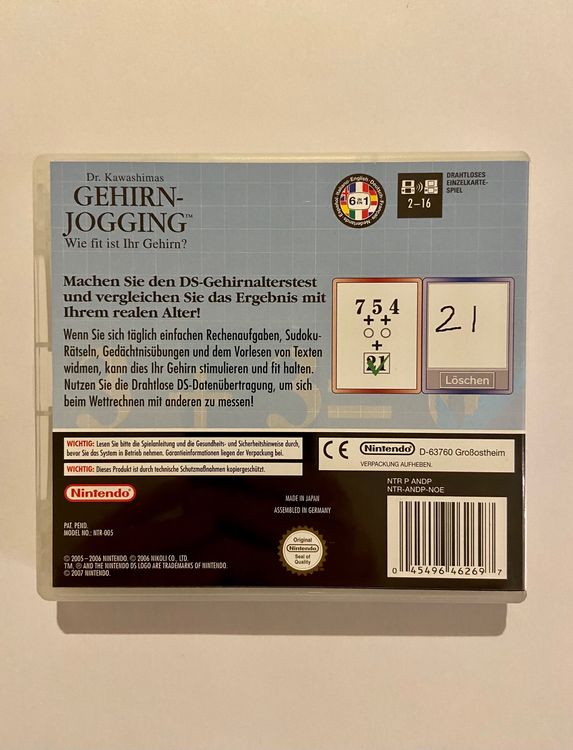 Dr. Kawashimas
GEHIRN-
JOGGING™
Wie fit ist Ihr Gehirn?
Italiano English Deutsch Français Nederlands Español
6 IN 1
2–16
DRAHTLOSES
EINZELKARTE-
SPIEL
Machen Sie den DS-Gehirnalterstest
und vergleichen Sie das Ergebnis mit
Ihrem realen Alter!
Wenn Sie sich täglich einfachen Rechenaufgaben, Sudoku-
Rätseln, Gedächtnisübungen und dem Vorlesen von Texten
widmen, kann dies Ihr Gehirn stimulieren und fit halten.
Nutzen Sie die Drahtlose DS-Datenübertragung, um sich
beim Wettrechnen mit anderen zu messen!
7 5 4
+ +
+
21
21
Löschen
WICHTIG: Lesen Sie bitte die Spielanleitung und die Gesundheits- und Sicherheitshinweise durch,
bevor Sie das System in Betrieb nehmen. Garantieinformationen liegen der Verpackung bei.
WICHTIG: Dieses Produkt ist durch technische Schutzmaßnahmen kopiergeschützt.
CE Nintendo D-63760 Großostheim
VERPACKUNG AUFHEBEN.
Nintendo
MADE IN JAPAN
ASSEMBLED IN GERMANY
NTR P ANDP
NTR-ANDP-NOE
PAT. PEND.
MODEL NO.: NTR-005
Original
Nintendo
Seal of
Quality
© 2005 – 2006 NINTENDO. © 2006 NIKOLI CO., LTD.
TM, ® AND THE NINTENDO DS LOGO ARE TRADEMARKS OF NINTENDO.
© 2007 NINTENDO.
0 45496 46269 7